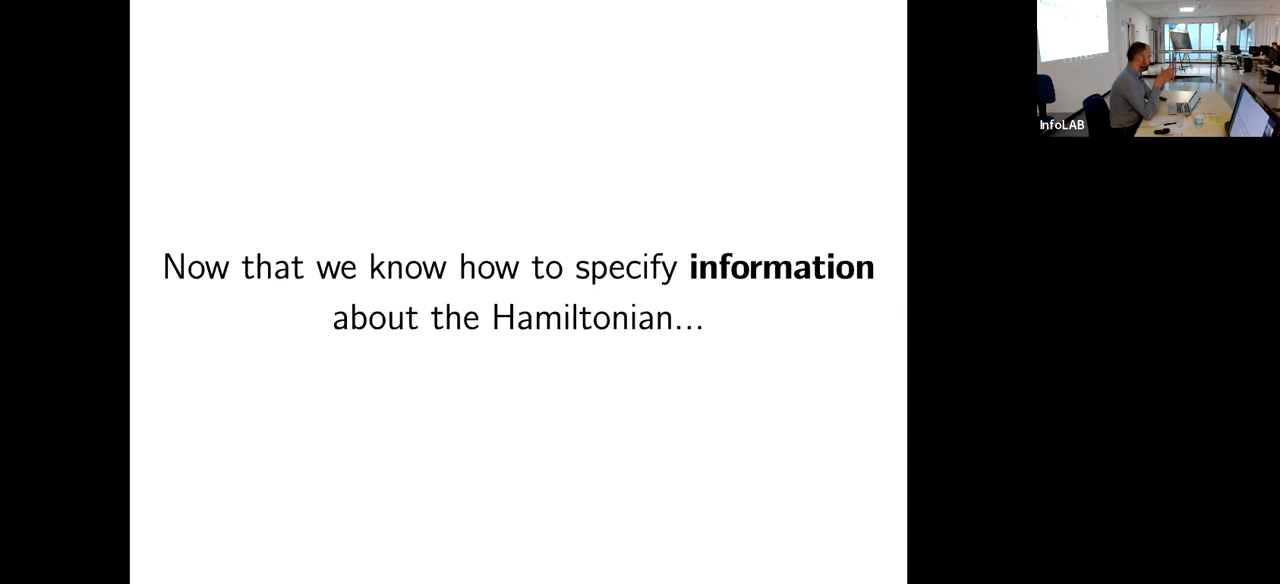 Now that we know how to specify information
about the Hamiltonian...
InfoLAB